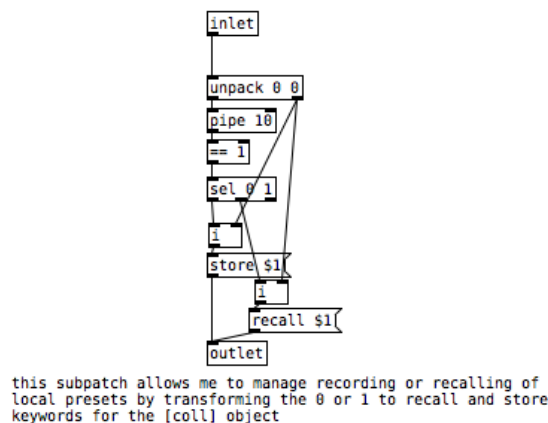 inlet
unpack 0 0
pipe 10
== 1
sel 0 1
i
store $1
i
recall $1
outlet
this subpatch allows me to manage recording or recalling of
local presets by transforming the 0 or 1 to recall and store
keywords for the [coll] object